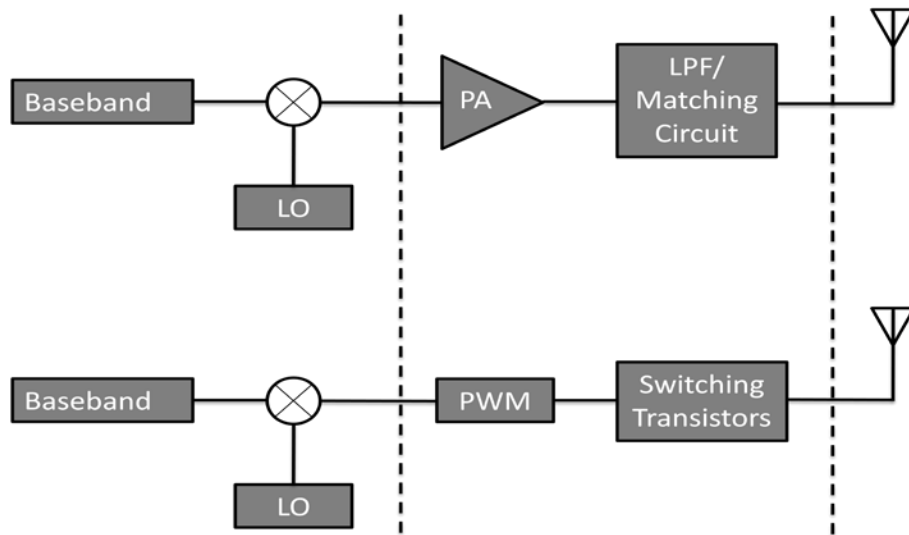 Baseband
LO
PA
LPF/
Matching
Circuit
Baseband
LO
PWM
Switching
Transistors